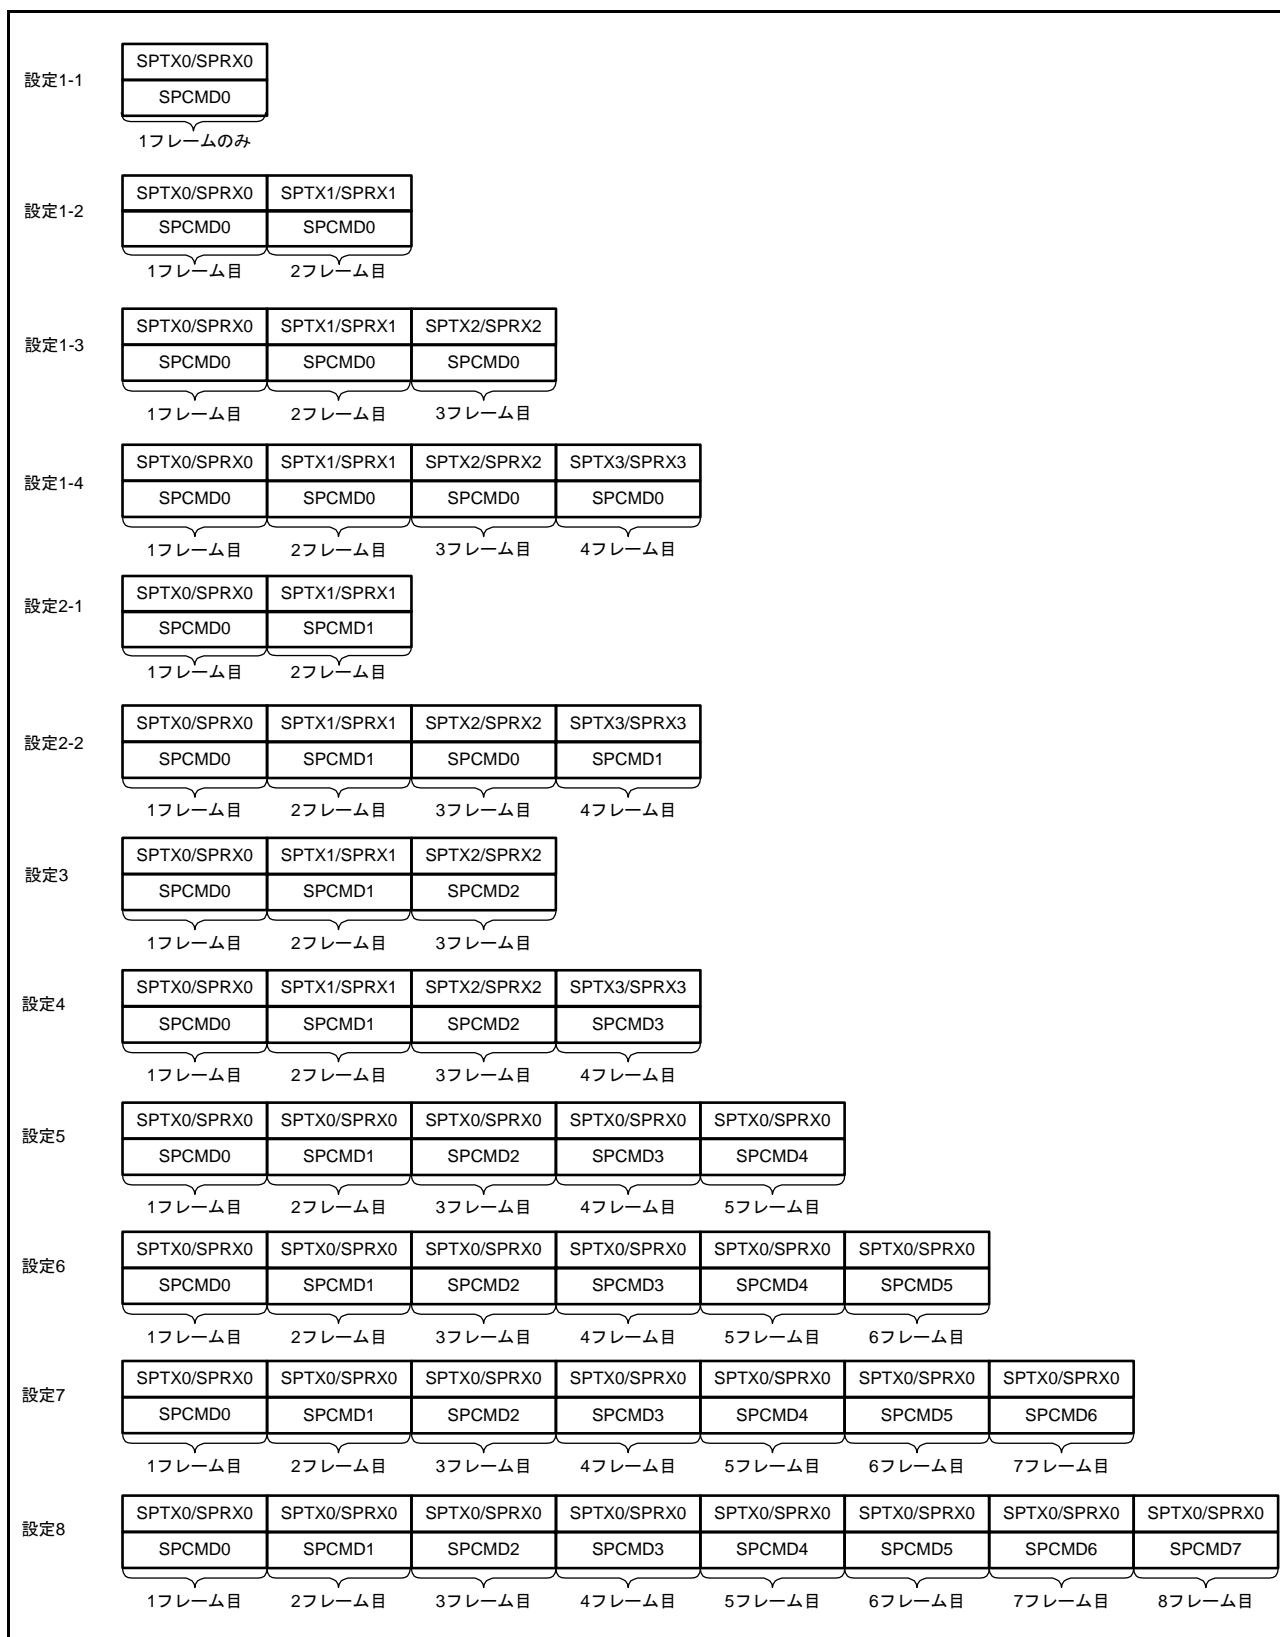 設定1-1
SPTX0/SPRX0
SPCMD0
1フレームのみ
設定1-2
SPTX0/SPRX0 SPTX1/SPRX1
SPCMD0 SPCMD0
1フレーム目 2フレーム目
設定1-3
SPTX0/SPRX0 SPTX1/SPRX1 SPTX2/SPRX2
SPCMD0 SPCMD0 SPCMD0
1フレーム目 2フレーム目 3フレーム目
設定1-4
SPTX0/SPRX0 SPTX1/SPRX1 SPTX2/SPRX2 SPTX3/SPRX3
SPCMD0 SPCMD0 SPCMD0 SPCMD0
1フレーム目 2フレーム目 3フレーム目 4フレーム目
設定2-1
SPTX0/SPRX0 SPTX1/SPRX1
SPCMD0 SPCMD1
1フレーム目 2フレーム目
設定2-2
SPTX0/SPRX0 SPTX1/SPRX1 SPTX2/SPRX2 SPTX3/SPRX3
SPCMD0 SPCMD1 SPCMD0 SPCMD1
1フレーム目 2フレーム目 3フレーム目 4フレーム目
設定3
SPTX0/SPRX0 SPTX1/SPRX1 SPTX2/SPRX2
SPCMD0 SPCMD1 SPCMD2
1フレーム目 2フレーム目 3フレーム目
設定4
SPTX0/SPRX0 SPTX1/SPRX1 SPTX2/SPRX2 SPTX3/SPRX3
SPCMD0 SPCMD1 SPCMD2 SPCMD3
1フレーム目 2フレーム目 3フレーム目 4フレーム目
設定5
SPTX0/SPRX0 SPTX0/SPRX0 SPTX0/SPRX0 SPTX0/SPRX0 SPTX0/SPRX0
SPCMD0 SPCMD1 SPCMD2 SPCMD3 SPCMD4
1フレーム目 2フレーム目 3フレーム目 4フレーム目 5フレーム目
設定6
SPTX0/SPRX0 SPTX0/SPRX0 SPTX0/SPRX0 SPTX0/SPRX0 SPTX0/SPRX0 SPTX0/SPRX0
SPCMD0 SPCMD1 SPCMD2 SPCMD3 SPCMD4 SPCMD5
1フレーム目 2フレーム目 3フレーム目 4フレーム目 5フレーム目 6フレーム目
設定7
SPTX0/SPRX0 SPTX0/SPRX0 SPTX0/SPRX0 SPTX0/SPRX0 SPTX0/SPRX0 SPTX0/SPRX0 SPTX0/SPRX0
SPCMD0 SPCMD1 SPCMD2 SPCMD3 SPCMD4 SPCMD5 SPCMD6
1フレーム目 2フレーム目 3フレーム目 4フレーム目 5フレーム目 6フレーム目 7フレーム目
設定8
SPTX0/SPRX0 SPTX0/SPRX0 SPTX0/SPRX0 SPTX0/SPRX0 SPTX0/SPRX0 SPTX0/SPRX0 SPTX0/SPRX0 SPTX0/SPRX0
SPCMD0 SPCMD1 SPCMD2 SPCMD3 SPCMD4 SPCMD5 SPCMD6 SPCMD7
1フレーム目 2フレーム目 3フレーム目 4フレーム目 5フレーム目 6フレーム目 7フレーム目 8フレーム目